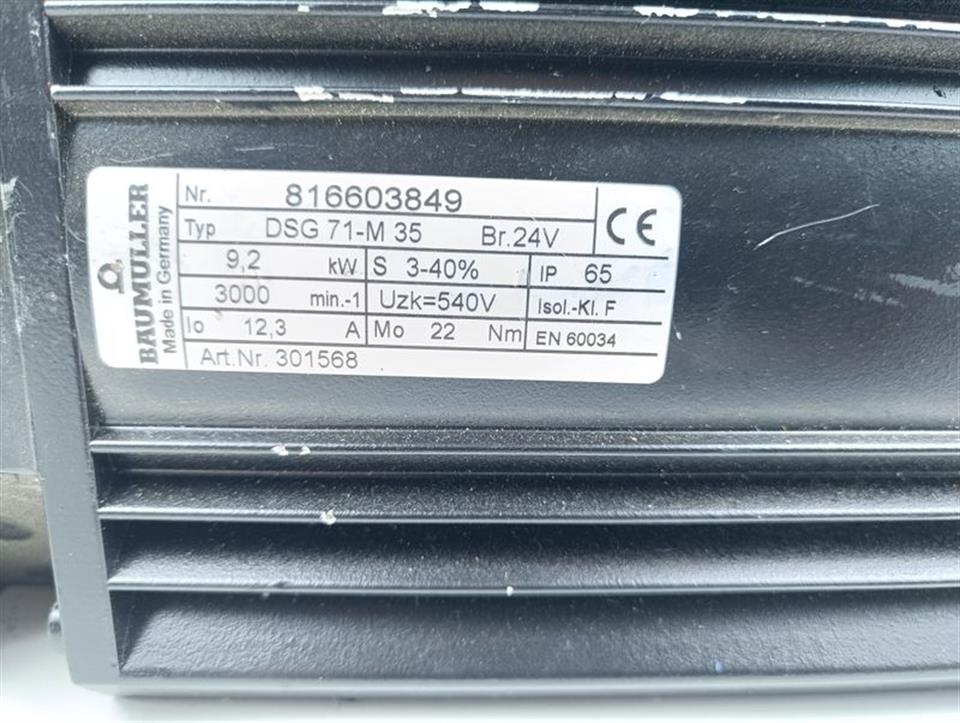 BAUMÜLLER
Made in Germany
Nr. 816603849
Typ DSG 71-M 35 Br.24V
CE
9,2 kW S 3-40% IP 65
3000 min.-1 Uzk=540V Isol.-Kl. F
Io 12,3 A Mo 22 Nm EN 60034
Art.Nr. 301568